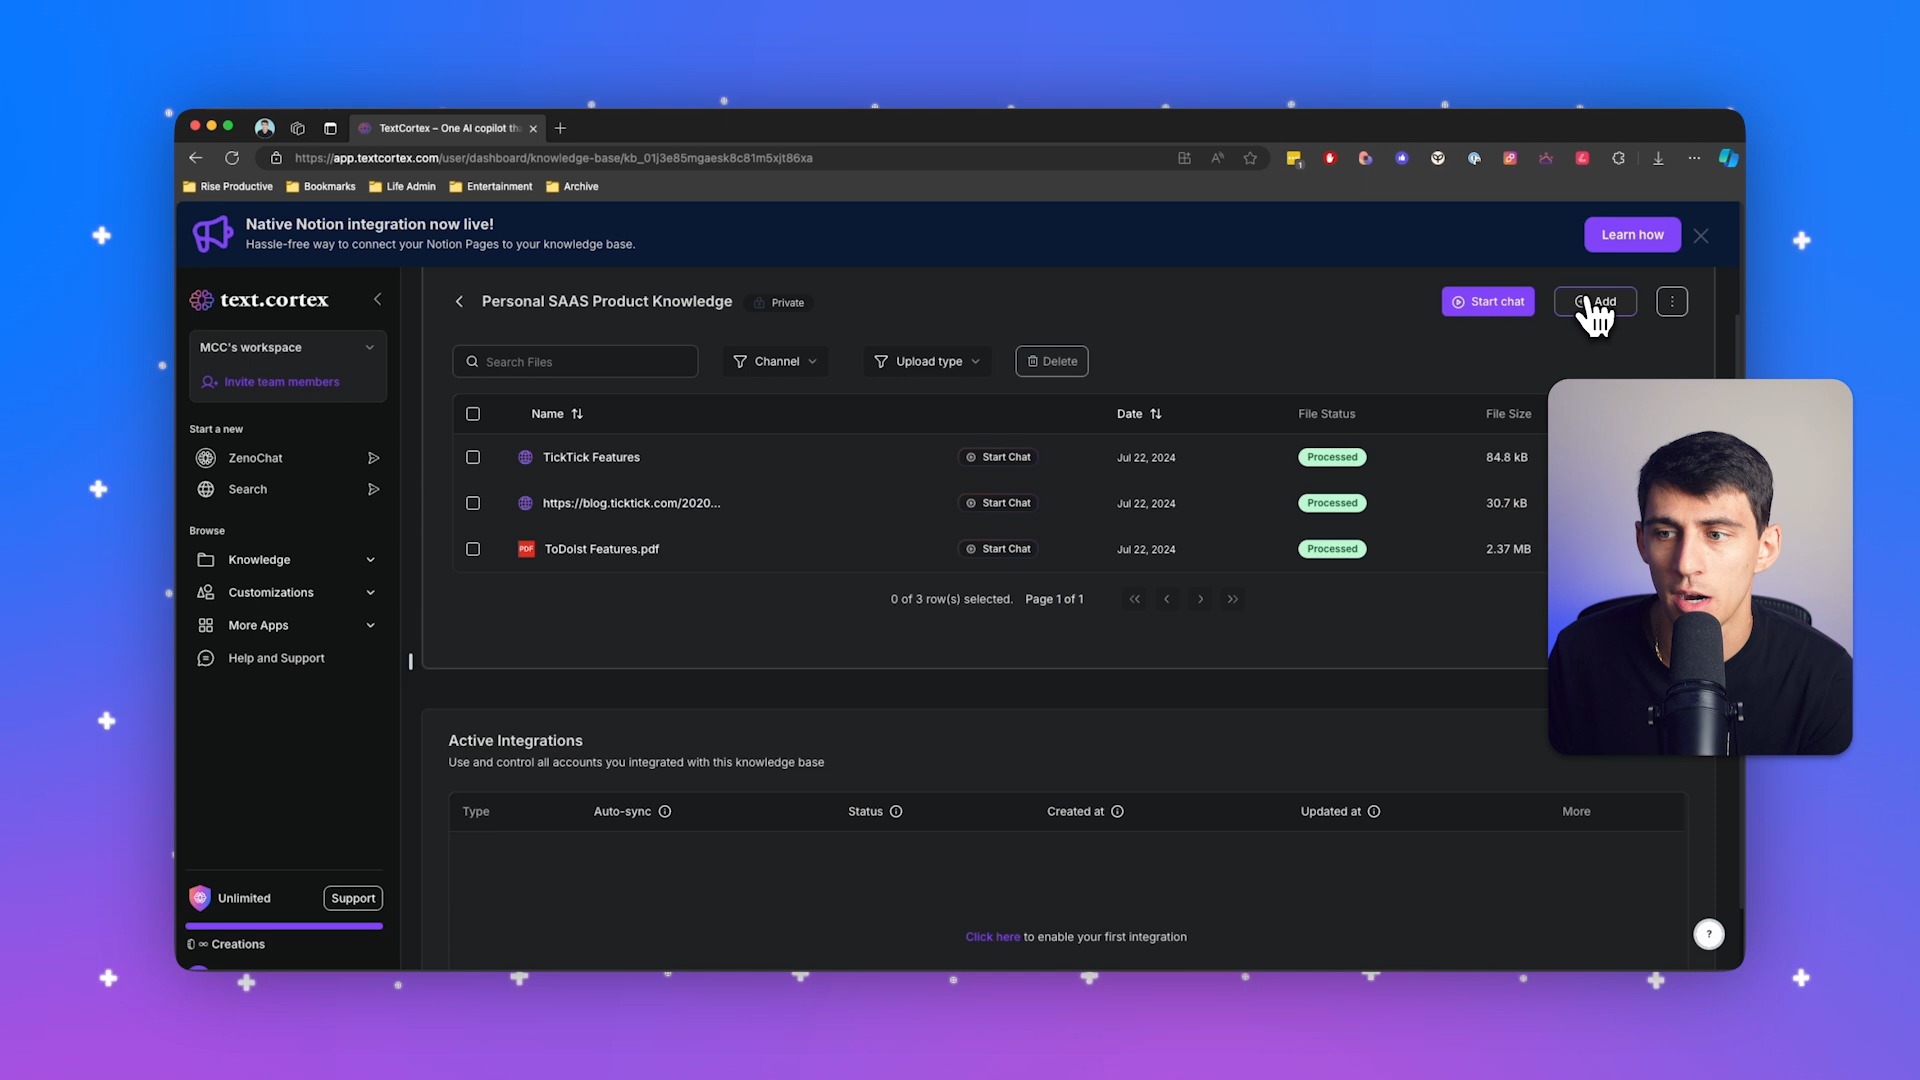 TextCortex – One AI copilot tha
https://app.textcortex.com/user/dashboard/knowledge-base/kb_01j3e85mgaesk8c81m5xjt86xa
Rise Productive
Bookmarks
Life Admin
Entertainment
Archive
Native Notion integration now live!
Hassle-free way to connect your Notion Pages to your knowledge base.
Learn how
text.cortex
Personal SAAS Product Knowledge
Private
Start chat
Add
MCC's workspace
Invite team members
Search Files
Channel
Upload type
Delete
Start a new
ZenoChat
Search
Browse
Knowledge
Customizations
More Apps
Help and Support
Name
Date
File Status
File Size
TickTick Features
Start Chat
Jul 22, 2024
Processed
84.8 kB
https://blog.ticktick.com/2020...
Start Chat
Jul 22, 2024
Processed
30.7 kB
PDF
ToDoIst Features.pdf
Start Chat
Jul 22, 2024
Processed
2.37 MB
0 of 3 row(s) selected.
Page 1 of 1
Active Integrations
Use and control all accounts you integrated with this knowledge base
Type
Auto-sync
Status
Created at
Updated at
More
Click here to enable your first integration
Unlimited
Support
∞ Creations
?